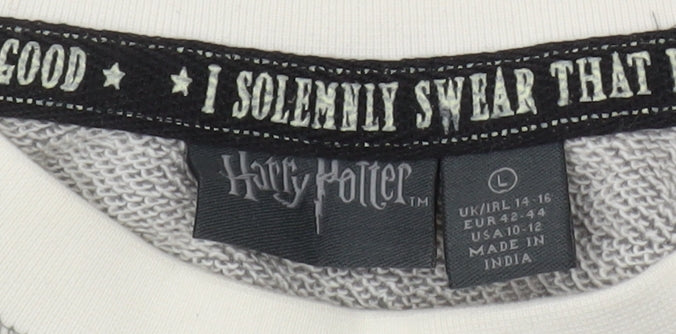 GOOD ★ ★ I SOLEMNLY SWEAR THAT
Harry Potter™
L
UK/IRL 14-16
EUR 42-44
USA 10-12
MADE IN
INDIA